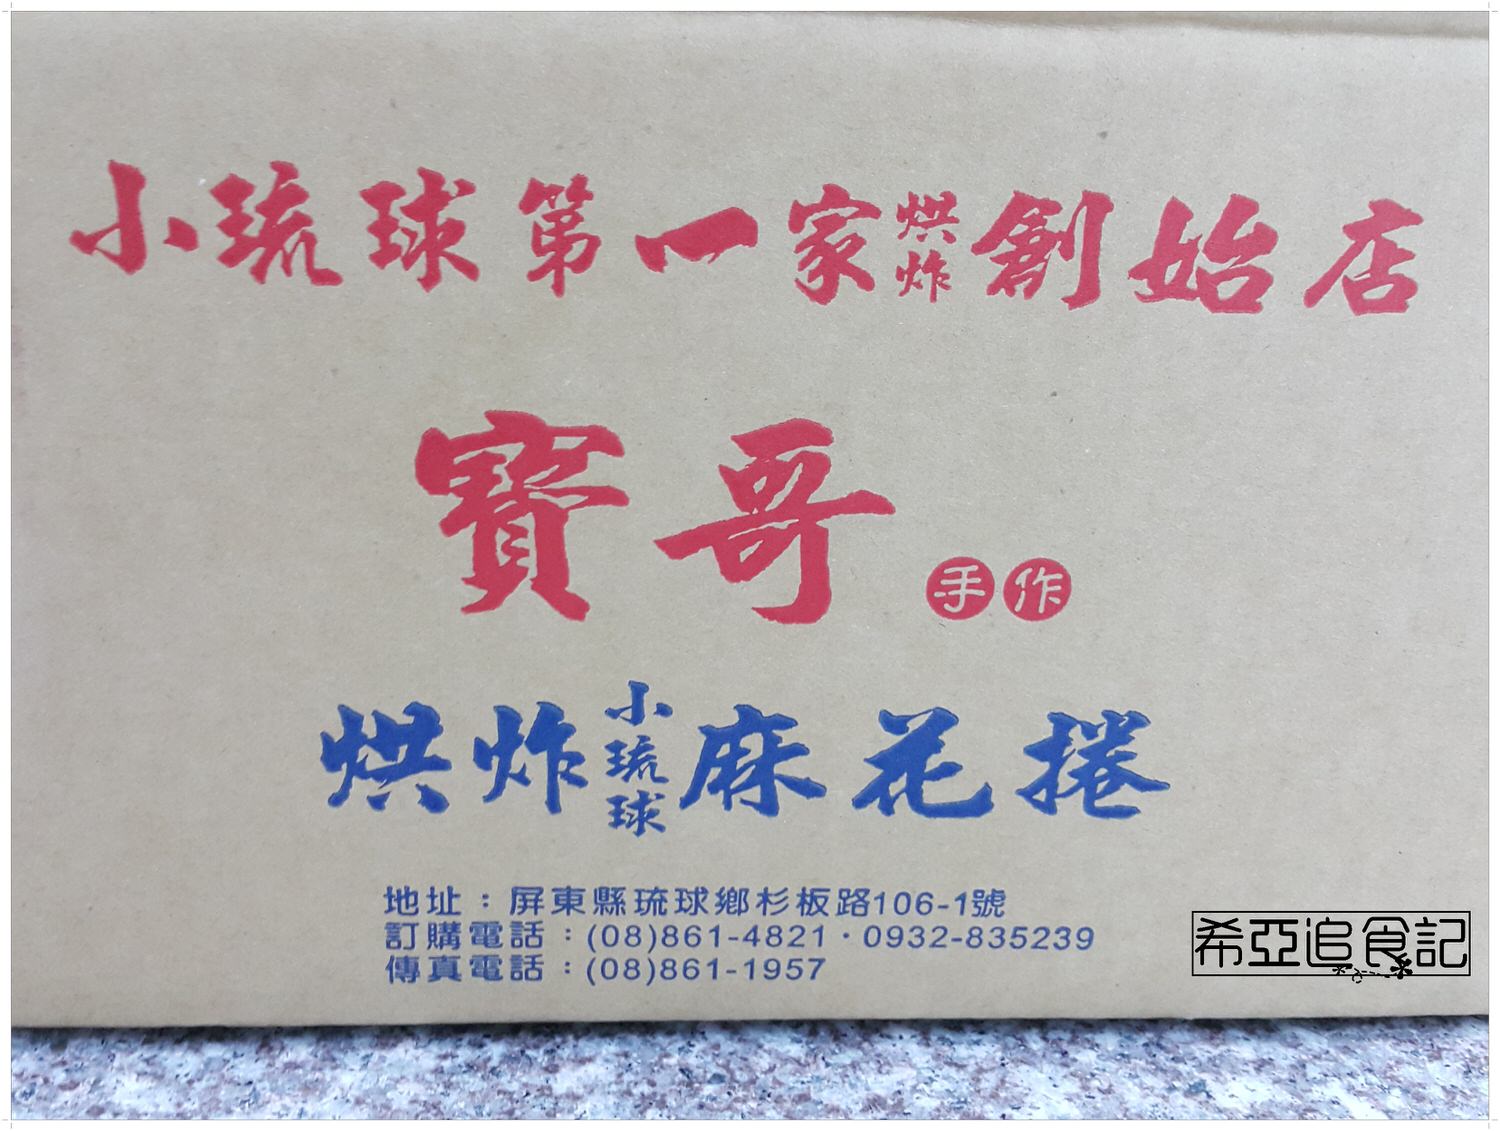 小琉球第一家烘炸創始店
寶哥手作
烘炸小琉球麻花捲
地址：屏東縣琉球鄉杉板路106-1號
訂購電話：(08)861-4821·0932-835239
傳真電話：(08)861-1957
希亞追食記